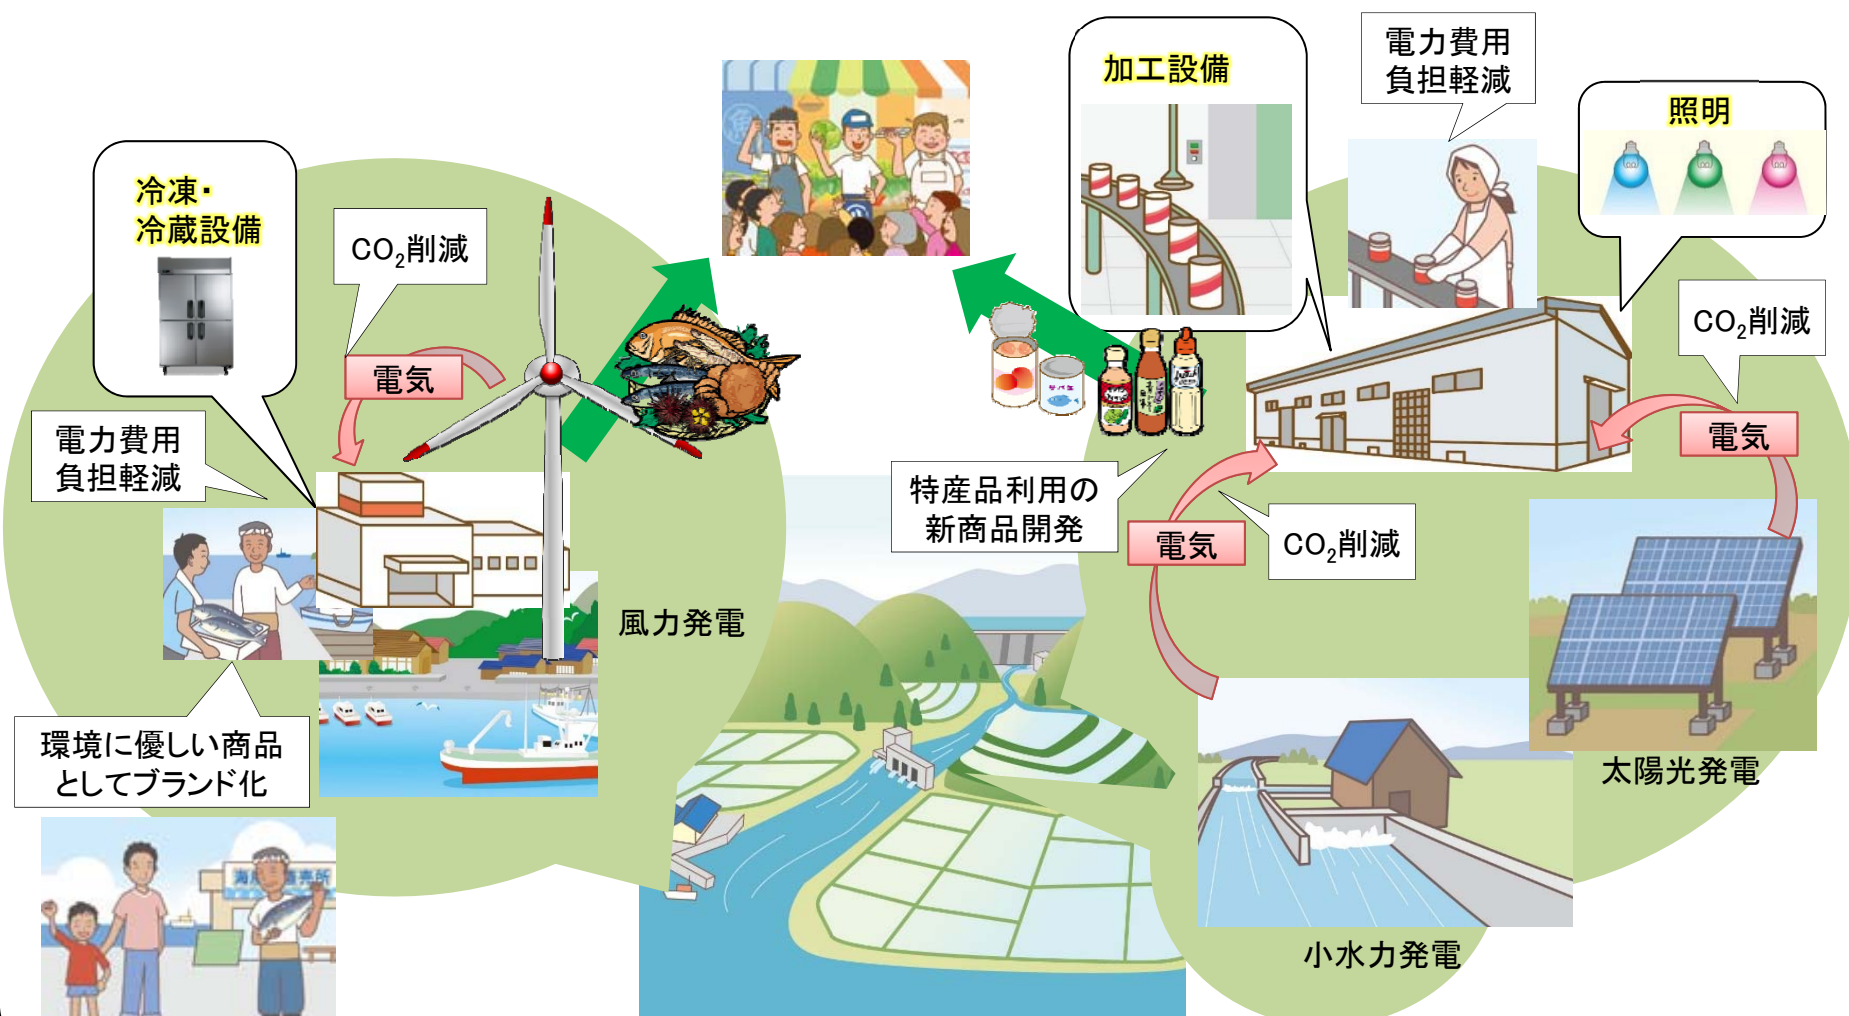 加工設備
電力費用
負担軽減
照明
冷凍・
冷蔵設備
CO₂削減
電気
電力費用
負担軽減
CO₂削減
電気
特産品利用の
新商品開発
電気
CO₂削減
風力発電
環境に優しい商品
としてブランド化
太陽光発電
小水力発電